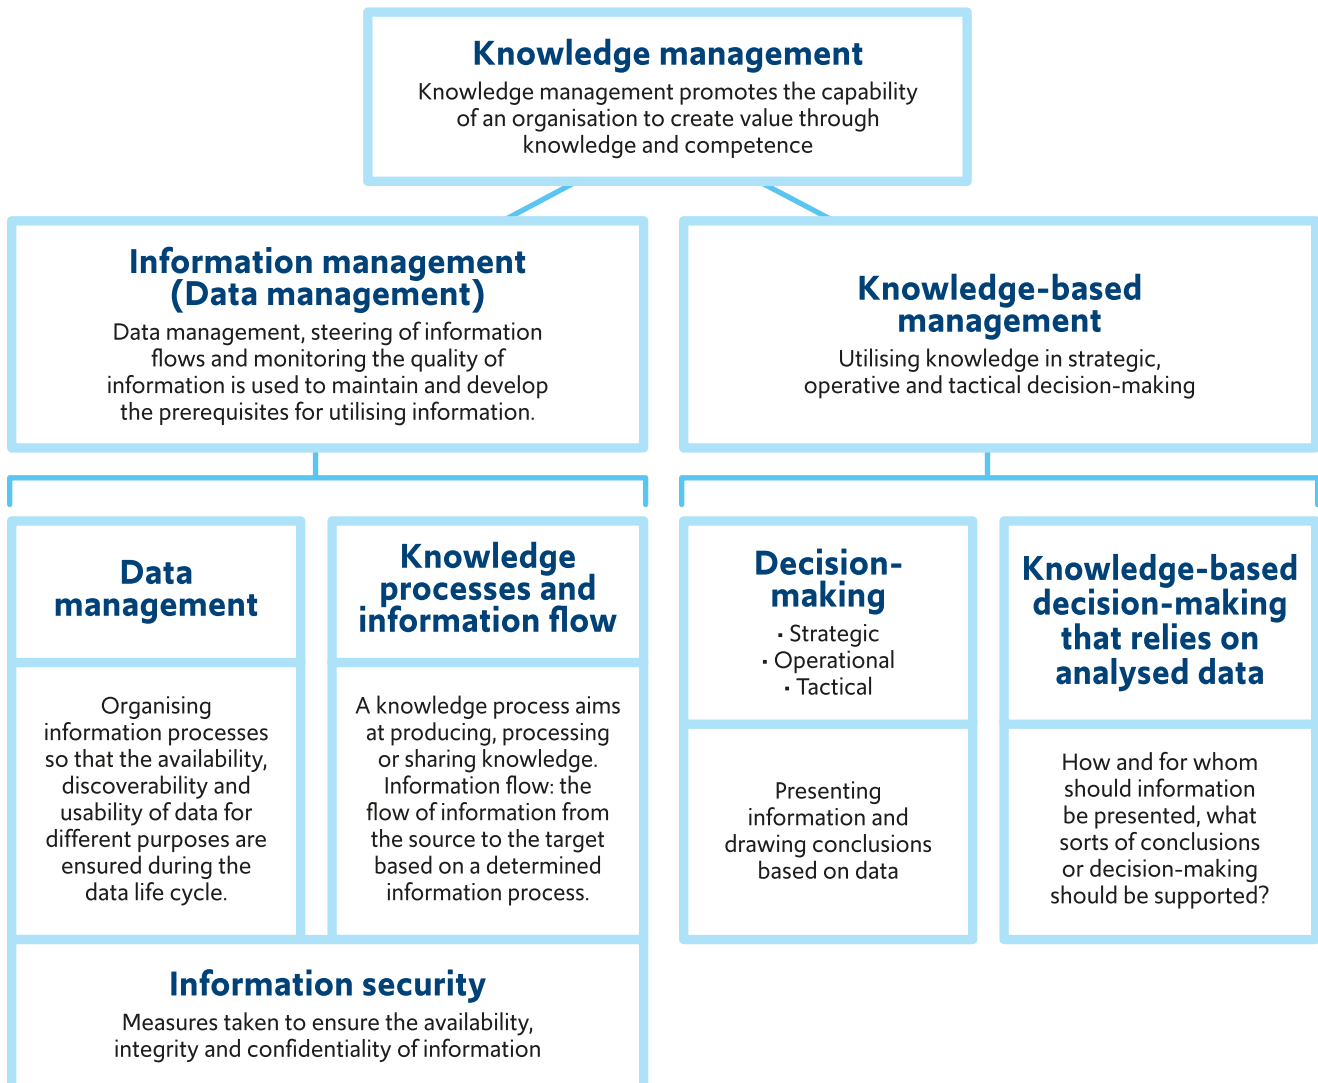 Knowledge management
Knowledge management promotes the capability
of an organisation to create value through
knowledge and competence
Information management
(Data management)
Data management, steering of information
flows and monitoring the quality of
information is used to maintain and develop
the prerequisites for utilising information.
Knowledge-based
management
Utilising knowledge in strategic,
operative and tactical decision-making
Data
management
Organising
information processes
so that the availability,
discoverability and
usability of data for
different purposes are
ensured during the
data life cycle.
Knowledge
processes and
information flow
A knowledge process aims
at producing, processing
or sharing knowledge.
Information flow: the
flow of information from
the source to the target
based on a determined
information process.
Information security
Measures taken to ensure the availability,
integrity and confidentiality of information
Decision-
making
• Strategic
• Operational
• Tactical
Presenting
information and
drawing conclusions
based on data
Knowledge-based
decision-making
that relies on
analysed data
How and for whom
should information
be presented, what
sorts of conclusions
or decision-making
should be supported?